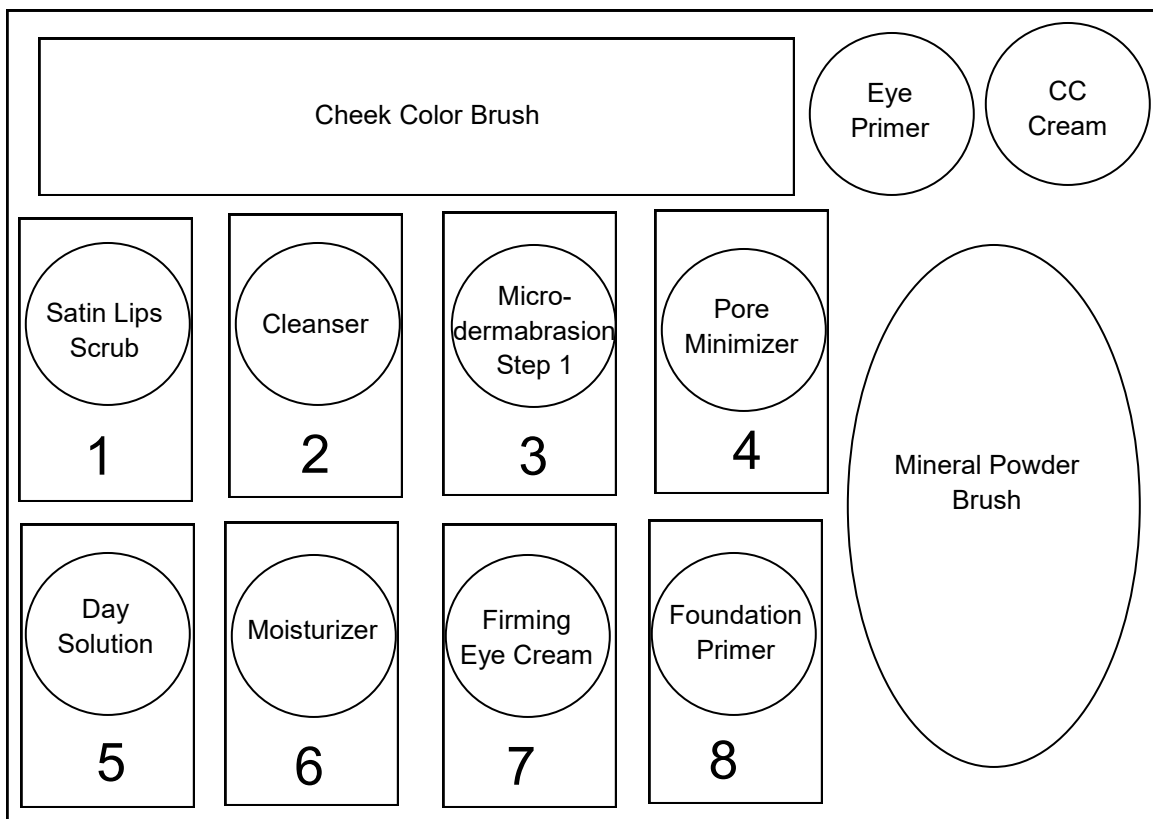 Cheek Color Brush
Eye
Primer
CC
Cream
Satin Lips
Scrub
1
Cleanser
2
Micro-
dermabrasion
Step 1
3
Pore
Minimizer
4
Mineral Powder
Brush
Day
Solution
5
Moisturizer
6
Firming
Eye Cream
7
Foundation
Primer
8